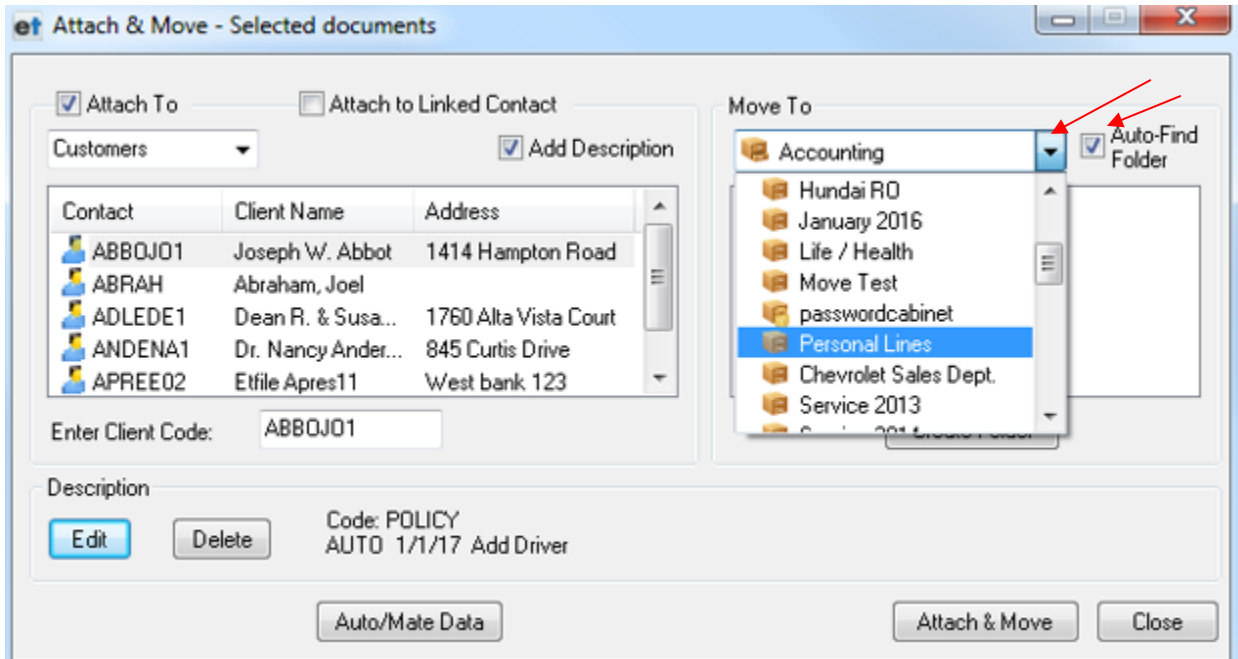 et Attach & Move - Selected documents
Attach To
Attach to Linked Contact
Move To
Customers
Add Description
Accounting
Auto-Find
Folder
Contact Client Name Address
ABBOJO1 Joseph W. Abbot 1414 Hampton Road
ABRAH Abraham, Joel
ADLEDE1 Dean R. & Susa... 1760 Alta Vista Court
ANDENA1 Dr. Nancy Ander... 845 Curtis Drive
APREE02 Etfile Apres11 West bank 123
Hundai RO
January 2016
Life / Health
Move Test
passwordcabinet
Personal Lines
Chevrolet Sales Dept.
Service 2013
Enter Client Code: ABBOJO1
Description
Edit
Delete
Code: POLICY
AUTO 1/1/17 Add Driver
Auto/Mate Data
Attach & Move
Close